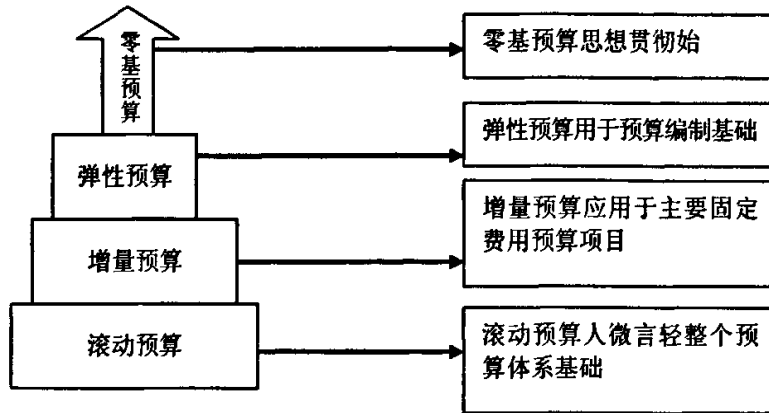 零基预算
零基预算思想贯彻始
弹性预算
弹性预算用于预算编制基础
增量预算
增量预算应用于主要固定
费用预算项目
滚动预算
滚动预算人微言轻整个预
算体系基础